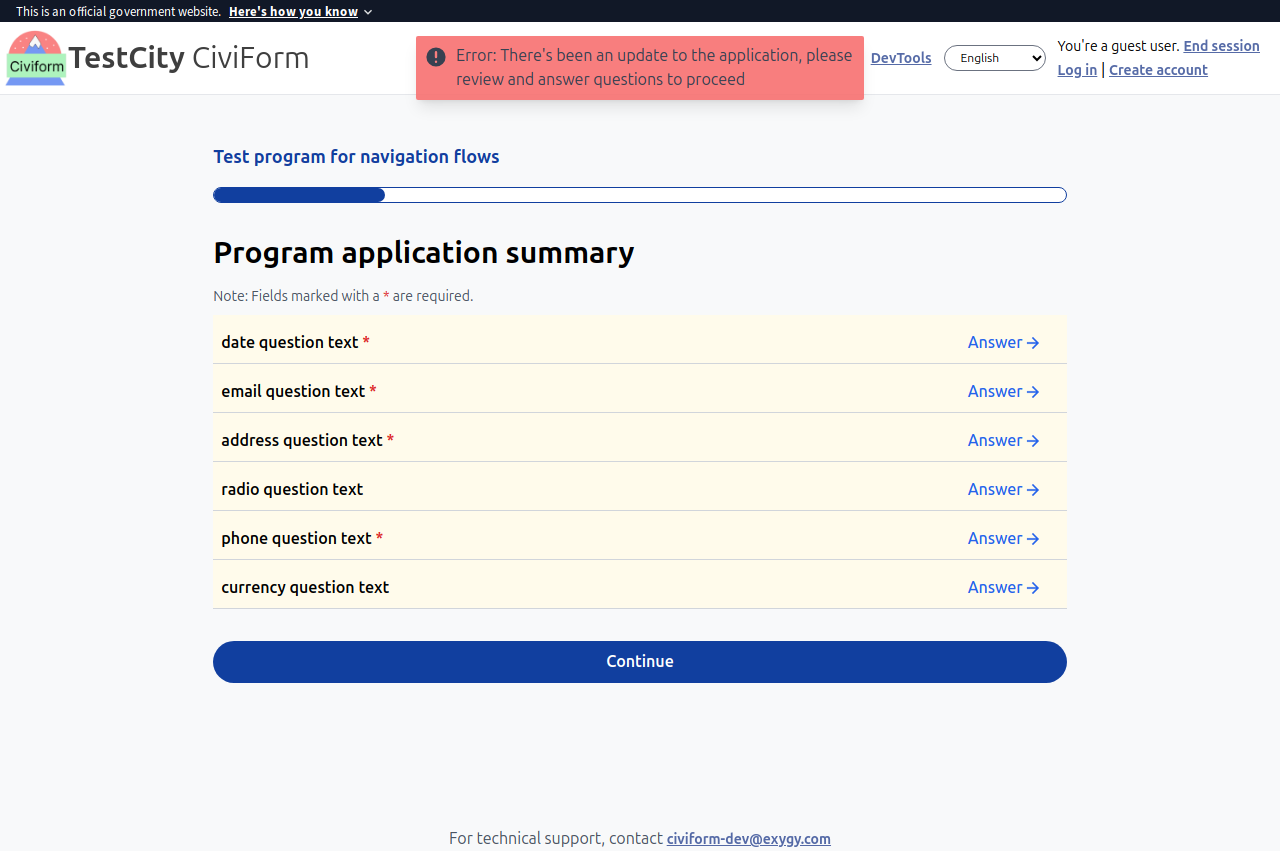 This is an official government website. Here's how you know
Civiform
TestCity CiviForm
Error: There's been an update to the application, please
review and answer questions to proceed
DevTools
English
You're a guest user. End session
Log in | Create account
Test program for navigation flows
Program application summary
Note: Fields marked with a * are required.
date question text * Answer
email question text * Answer
address question text * Answer
radio question text Answer
phone question text * Answer
currency question text Answer
Continue
For technical support, contact civiform-dev@exygy.com